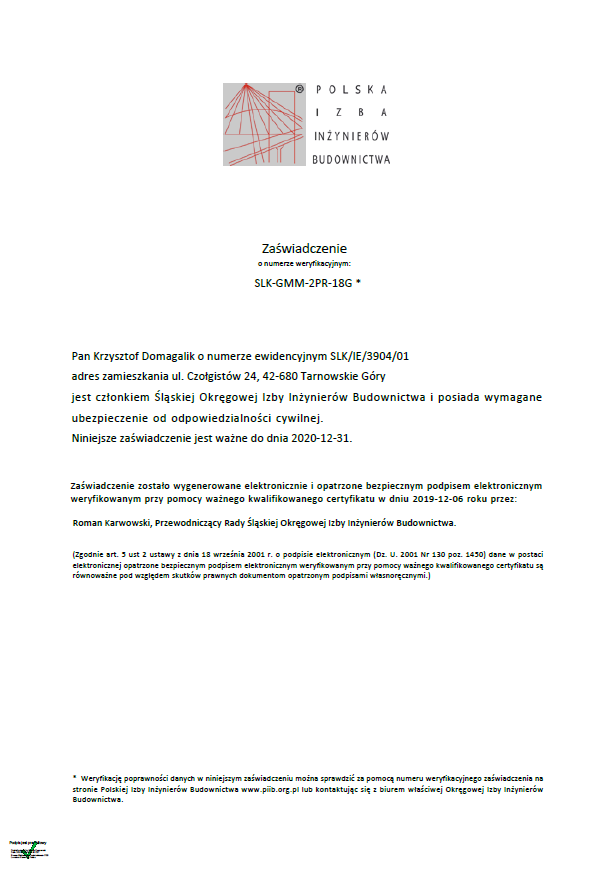 ®
POLSKA
IZBA
INŻYNIERÓW
BUDOWNICTWA
Zaświadczenie
o numerze weryfikacyjnym:
SLK-GMM-2PR-18G *
Pan Krzysztof Domagalik o numerze ewidencyjnym SLK/IE/3904/01
adres zamieszkania ul. Czołgistów 24, 42-680 Tarnowskie Góry
jest członkiem Śląskiej Okręgowej Izby Inżynierów Budownictwa i posiada wymagane
ubezpieczenie od odpowiedzialności cywilnej.
Niniejsze zaświadczenie jest ważne do dnia 2020-12-31.
Zaświadczenie zostało wygenerowane elektronicznie i opatrzone bezpiecznym podpisem elektronicznym
weryfikowanym przy pomocy ważnego kwalifikowanego certyfikatu w dniu 2019-12-06 roku przez:
Roman Karwowski, Przewodniczący Rady Śląskiej Okręgowej Izby Inżynierów Budownictwa.
(Zgodnie art. 5 ust 2 ustawy z dnia 18 września 2001 r. o podpisie elektronicznym (Dz. U. 2001 Nr 130 poz. 1450) dane w postaci
elektronicznej opatrzone bezpiecznym podpisem elektronicznym weryfikowanym przy pomocy ważnego kwalifikowanego certyfikatu są
równoważne pod względem skutków prawnych dokumentom opatrzonym podpisami własnoręcznymi.)
* Weryfikację poprawności danych w niniejszym zaświadczeniu można sprawdzić za pomocą numeru weryfikacyjnego zaświadczenia na
stronie Polskiej Izby Inżynierów Budownictwa www.piib.org.pl lub kontaktując się z biurem właściwej Okręgowej Izby Inżynierów
Budownictwa.
Podpis jest prawidłowy